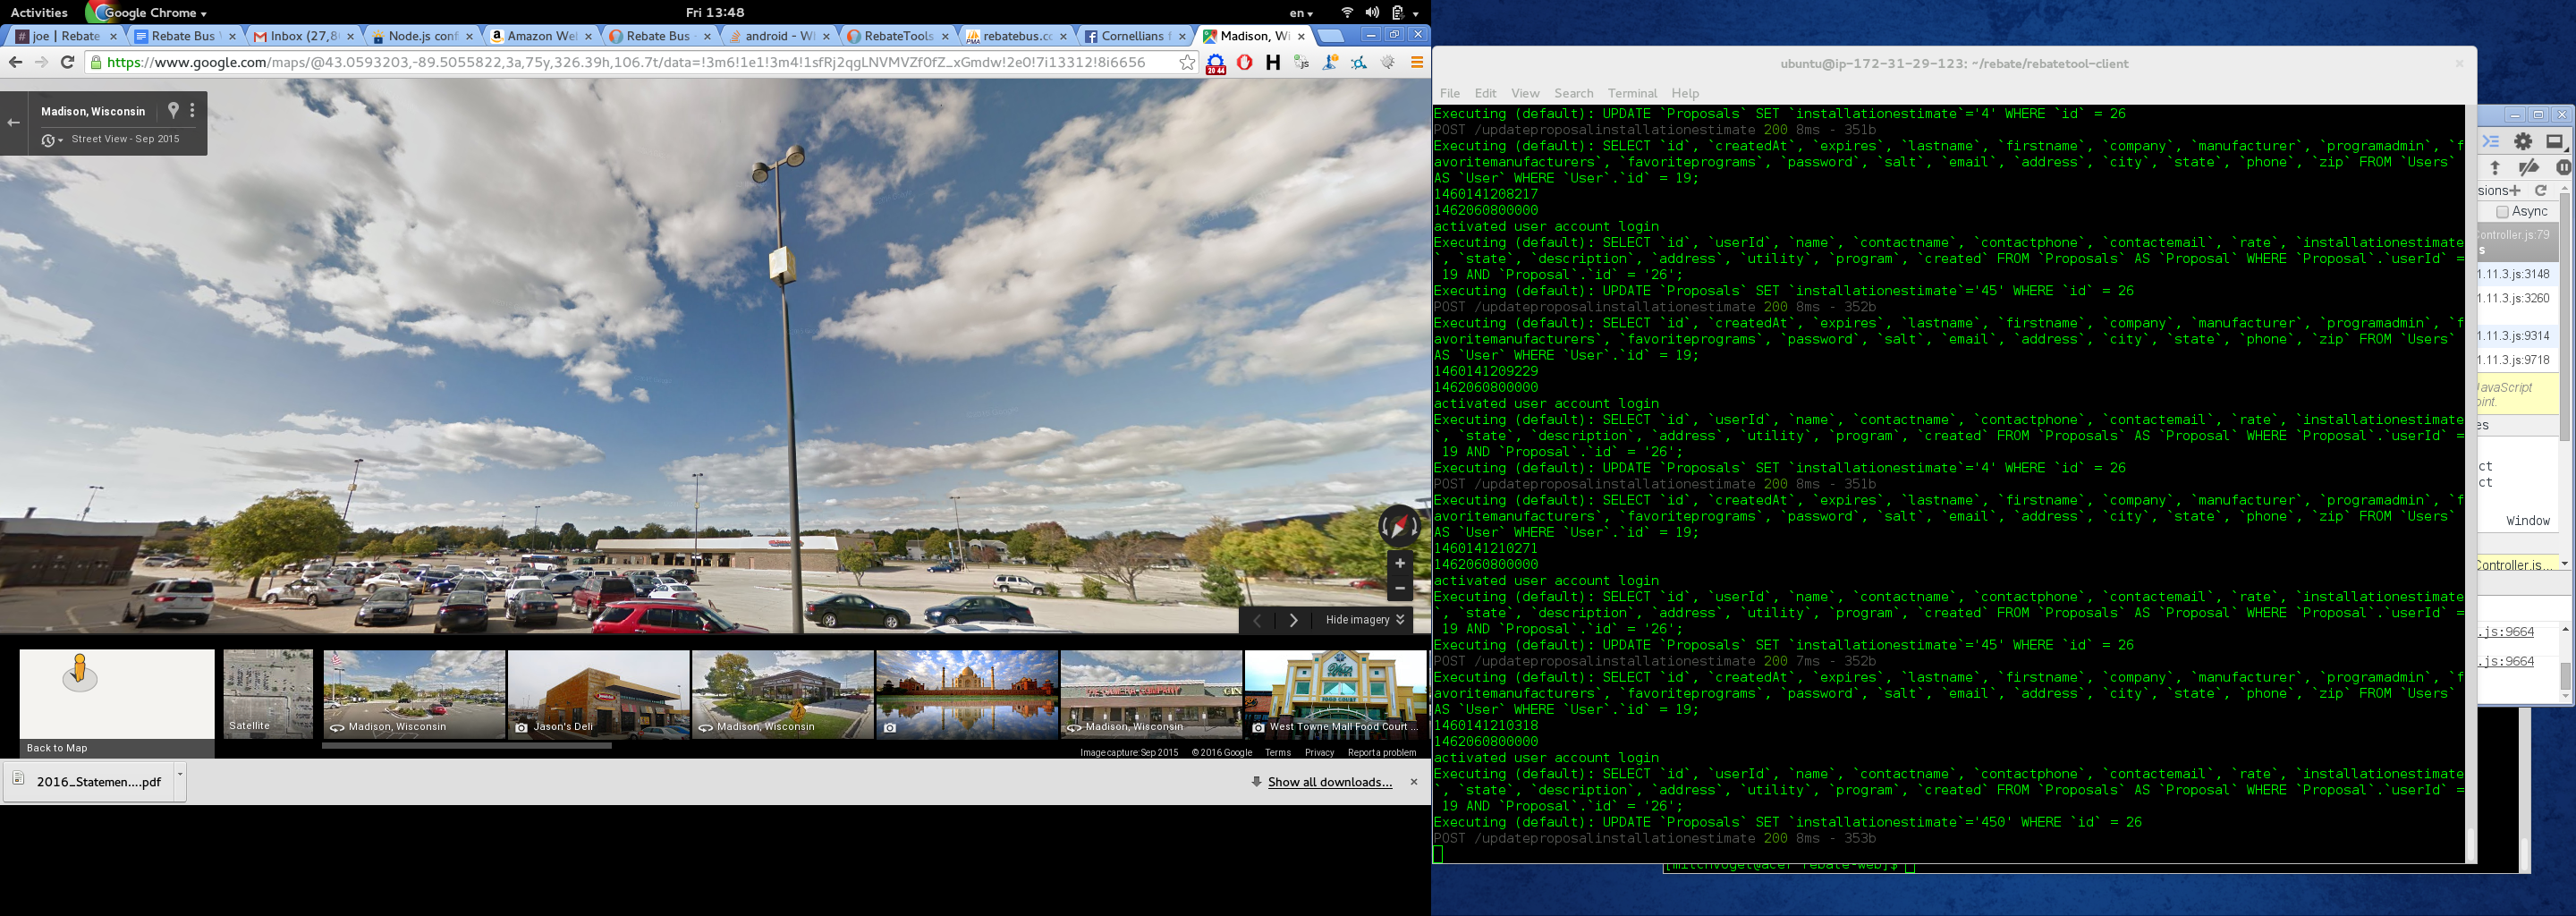 Activities
Google Chrome
Fri 13:48
en
joe | Rebate
Rebate Bus
Inbox (27,8
Node.js conf
Amazon Wel
Rebate Bus
android - W
RebateTools
rebatebus.co
Cornellians f
Madison, Wi
https://www.google.com/maps/@43.0593203,-89.5055822,3a,75y,326.39h,106.7t/data=!3m6!1e1!3m4!1sfRj2qgLNVMVZf0fZ_xGmdw!2e0!7i13312!8i6656
20 44
H
js
Madison, Wisconsin
Street View - Sep 2015
Hide imagery
Back to Map
Satellite
Madison, Wisconsin
Jason's Deli
Madison, Wisconsin
Madison, Wisconsin
West Towne Mall Food Court ...
Image capture: Sep 2015 © 2016 Google Terms Privacy Report a problem
2016_Statemen....pdf
Show all downloads...
ubuntu@ip-172-31-29-123: ~/rebate/rebatetool-client
File Edit View Search Terminal Help
Executing (default): UPDATE `Proposals` SET `installationestimate`='4' WHERE `id` = 26
POST /updateproposalinstallationestimate 200 8ms - 351b
Executing (default): SELECT `id`, `createdAt`, `expires`, `lastname`, `firstname`, `company`, `manufacturer`, `programadmin`, `f
avoritemanufacturers`, `favoriteprograms`, `password`, `salt`, `email`, `address`, `city`, `state`, `phone`, `zip` FROM `Users`
AS `User` WHERE `User`.`id` = 19;
1460141208217
1462060800000
activated user account login
Executing (default): SELECT `id`, `userId`, `name`, `contactname`, `contactphone`, `contactemail`, `rate`, `installationestimate
`, `state`, `description`, `address`, `utility`, `program`, `created` FROM `Proposals` AS `Proposal` WHERE `Proposal`.`userId` =
19 AND `Proposal`.`id` = '26';
Executing (default): UPDATE `Proposals` SET `installationestimate`='45' WHERE `id` = 26
POST /updateproposalinstallationestimate 200 8ms - 352b
Executing (default): SELECT `id`, `createdAt`, `expires`, `lastname`, `firstname`, `company`, `manufacturer`, `programadmin`, `f
avoritemanufacturers`, `favoriteprograms`, `password`, `salt`, `email`, `address`, `city`, `state`, `phone`, `zip` FROM `Users`
AS `User` WHERE `User`.`id` = 19;
1460141209229
1462060800000
activated user account login
Executing (default): SELECT `id`, `userId`, `name`, `contactname`, `contactphone`, `contactemail`, `rate`, `installationestimate
`, `state`, `description`, `address`, `utility`, `program`, `created` FROM `Proposals` AS `Proposal` WHERE `Proposal`.`userId` =
19 AND `Proposal`.`id` = '26';
Executing (default): UPDATE `Proposals` SET `installationestimate`='4' WHERE `id` = 26
POST /updateproposalinstallationestimate 200 8ms - 351b
Executing (default): SELECT `id`, `createdAt`, `expires`, `lastname`, `firstname`, `company`, `manufacturer`, `programadmin`, `f
avoritemanufacturers`, `favoriteprograms`, `password`, `salt`, `email`, `address`, `city`, `state`, `phone`, `zip` FROM `Users`
AS `User` WHERE `User`.`id` = 19;
1460141210271
1462060800000
activated user account login
Executing (default): SELECT `id`, `userId`, `name`, `contactname`, `contactphone`, `contactemail`, `rate`, `installationestimate
`, `state`, `description`, `address`, `utility`, `program`, `created` FROM `Proposals` AS `Proposal` WHERE `Proposal`.`userId` =
19 AND `Proposal`.`id` = '26';
Executing (default): UPDATE `Proposals` SET `installationestimate`='45' WHERE `id` = 26
POST /updateproposalinstallationestimate 200 7ms - 352b
Executing (default): SELECT `id`, `createdAt`, `expires`, `lastname`, `firstname`, `company`, `manufacturer`, `programadmin`, `f
avoritemanufacturers`, `favoriteprograms`, `password`, `salt`, `email`, `address`, `city`, `state`, `phone`, `zip` FROM `Users`
AS `User` WHERE `User`.`id` = 19;
1460141210318
1462060800000
activated user account login
Executing (default): SELECT `id`, `userId`, `name`, `contactname`, `contactphone`, `contactemail`, `rate`, `installationestimate
`, `state`, `description`, `address`, `utility`, `program`, `created` FROM `Proposals` AS `Proposal` WHERE `Proposal`.`userId` =
19 AND `Proposal`.`id` = '26';
Executing (default): UPDATE `Proposals` SET `installationestimate`='450' WHERE `id` = 26
POST /updateproposalinstallationestimate 200 8ms - 353b
[mitchvogel@acer rebate-web]$
sions
Async
Controller.js:79
s
1.11.3.js:3148
1.11.3.js:3260
1.11.3.js:9314
1.11.3.js:9718
JavaScript
oint.
es
ct
ct
Window
Controller.js...
.js:9664
.js:9664